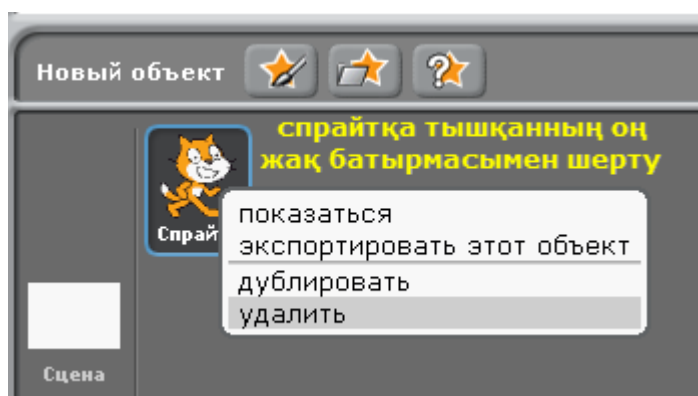 Новый объект
спрайтқа тышқанның оң
жақ батырмасымен шерту
Спрай
показаться
экспортировать этот объект
дублировать
удалить
Сцена